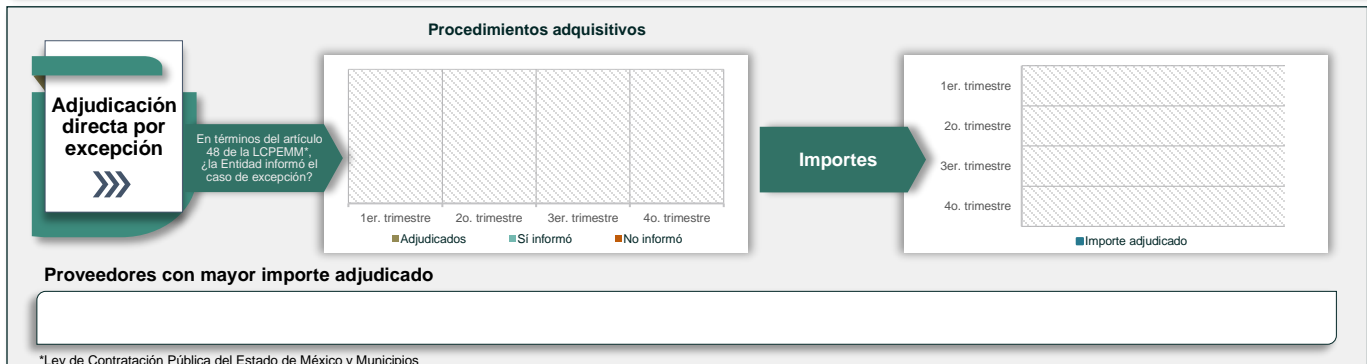 Procedimientos adquisitivos
Adjudicación
directa por
excepción
En términos del artículo
48 de la LCPEMM*,
¿la Entidad informó el
caso de excepción?
1er. trimestre 2o. trimestre 3er. trimestre 4o. trimestre
Adjudicados Sí informó No informó
Importes
1er. trimestre
2o. trimestre
3er. trimestre
4o. trimestre
Importe adjudicado
Proveedores con mayor importe adjudicado
*Ley de Contratación Pública del Estado de México y Municipios